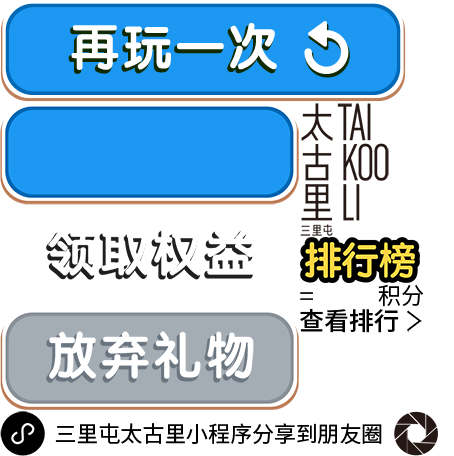 再玩一次
太古里
TAI
KOO
LI
三里屯
排行榜
= 积分
查看排行 >
领取权益
放弃礼物
三里屯太古里小程序分享到朋友圈